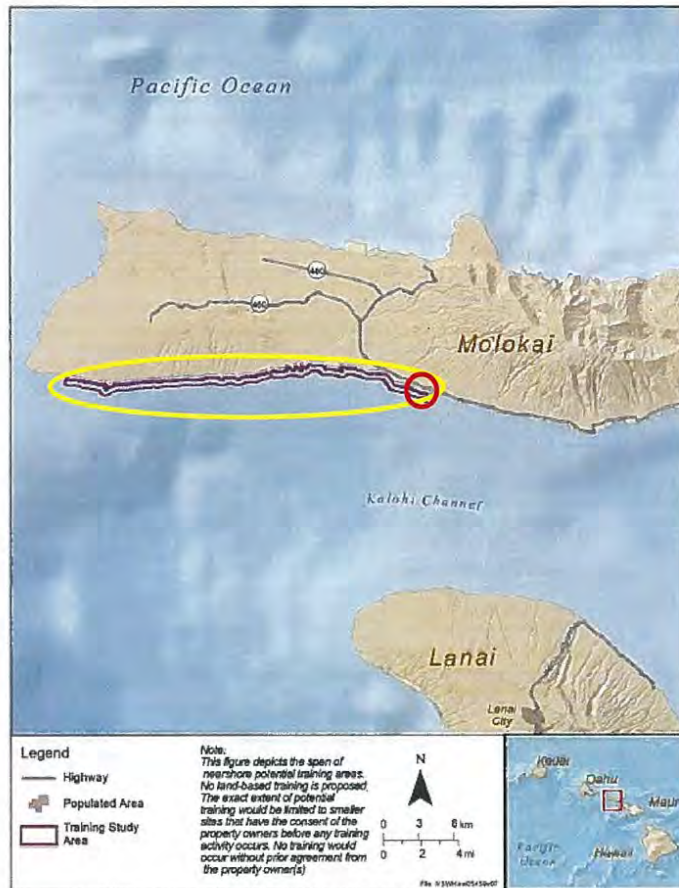 Pacific Ocean
460
460
Molokai
Kalohi Channel
Lanai
Lanai
City
Legend
Highway
Populated Area
Training Study
Area
Note:
This figure depicts the span of
nearshore potential training areas.
No land-based training is proposed.
The exact extent of potential
training would be limited to smaller
sites that have the consent of the
property owners before any training
activity occurs. No training would
occur without prior agreement from
the property owner(s)
N
0 3 6 km
0 2 4 mi
Kauai
Oahu
Maui
Pacific
Ocean
Hawaii